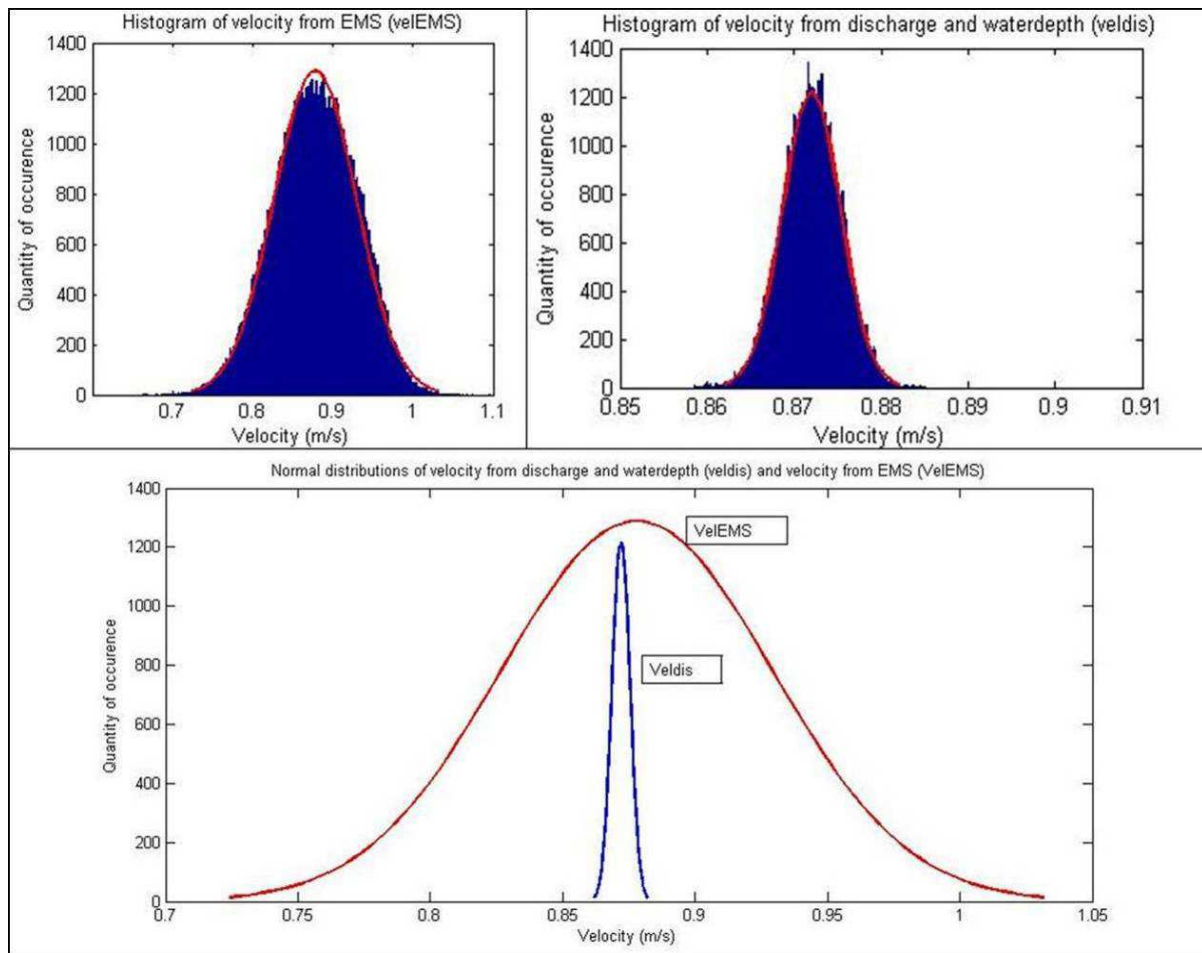 Histogram of velocity from EMS (velEMS)
1400
1200
1000
800
600
400
200
0
Quantity of occurence
0.7 0.8 0.9 1 1.1
Velocity (m/s)
Histogram of velocity from discharge and waterdepth (veldis)
1400
1200
1000
800
600
400
200
0
Quantity of occurence
0.85 0.86 0.87 0.88 0.89 0.9 0.91
Velocity (m/s)
Normal distributions of velocity from discharge and waterdepth (veldis) and velocity from EMS (VelEMS)
1400
1200
1000
800
600
400
200
0
Quantity of occurence
VelEMS
Veldis
0.7 0.75 0.8 0.85 0.9 0.95 1 1.05
Velocity (m/s)